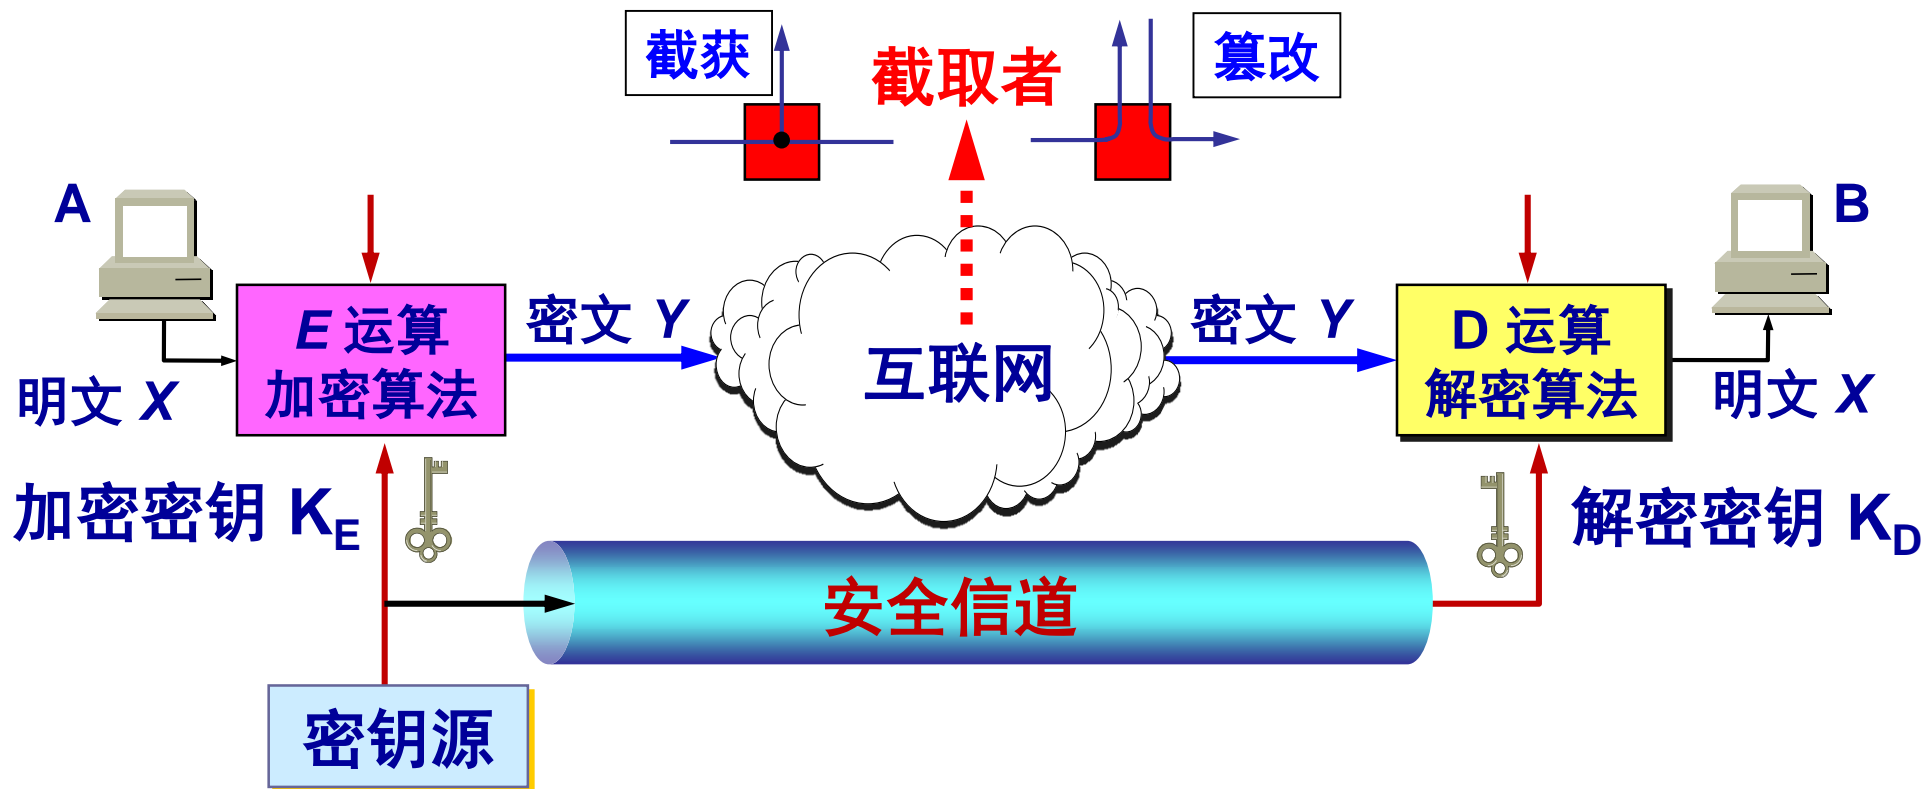 截获
截取者
篡改
A
B
E 运算
加密算法
密文 Y
互联网
密文 Y
D 运算
解密算法
明文 X
明文 X
加密密钥 KE
解密密钥 KD
安全信道
密钥源